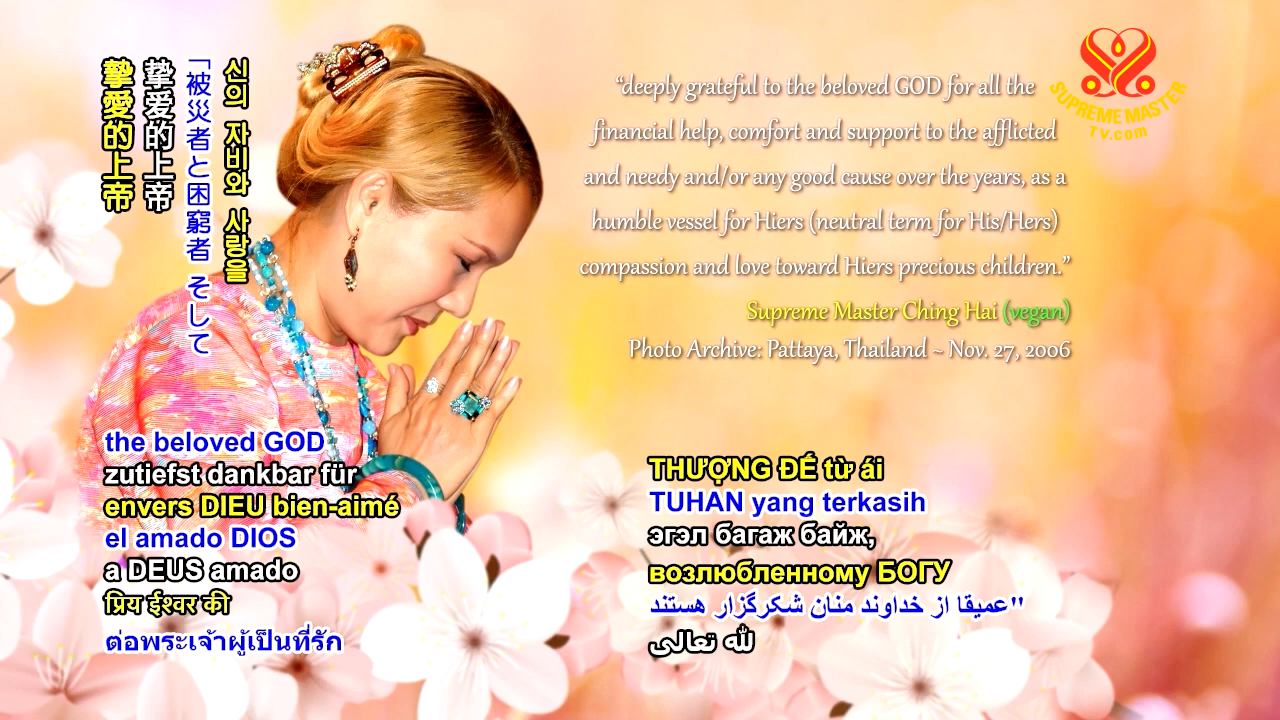 신의 자비와 사랑을
「被災者と困窮者 そして
挚爱的上帝
摯愛的上帝
“deeply grateful to the beloved GOD for all the
financial help, comfort and support to the afflicted
and needy and/or any good cause over the years, as a
humble vessel for Hiers (neutral term for His/Hers)
compassion and love toward Hiers precious children.”
Supreme Master Ching Hai (vegan)
Photo Archive: Pattaya, Thailand ~ Nov. 27, 2006
SUPREME MASTER
TV.com
the beloved GOD
zutiefst dankbar für
envers DIEU bien-aimé
el amado DIOS
a DEUS amado
प्रिय ईश्वर की
ต่อพระเจ้าผู้เป็นที่รัก
THƯỢNG ĐẾ từ ái
TUHAN yang terkasih
эгэл багаж байж,
возлюбленному БОГУ
"عمیقا از خداوند منان شکرگزار هستند
لله تعالى